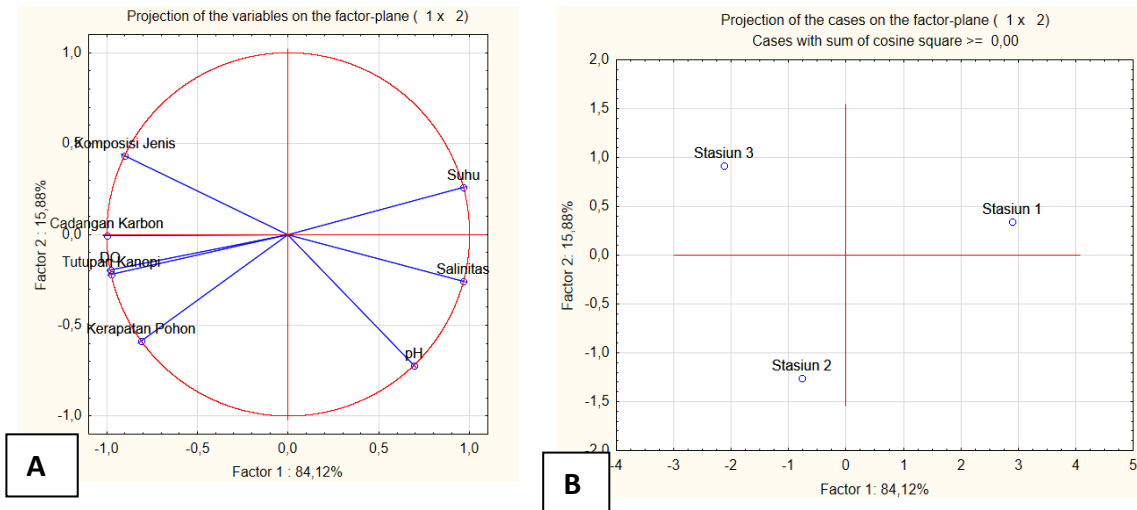 Projection of the variables on the factor-plane ( 1 x 2)
1,0
0,5
0,0
-0,5
-1,0
Factor 2 : 15,88%
Komposisi Jenis
Suhu
Cadangan Karbon
DO
Tutupan Kanopi
Salinitas
Kerapatan Pohon
pH
-1,0 -0,5 0,0 0,5 1,0
Factor 1 : 84,12%
A
Projection of the cases on the factor-plane ( 1 x 2)
Cases with sum of cosine square >= 0,00
2,0
1,5
1,0
0,5
0,0
-0,5
-1,0
-1,5
-2,0
Factor 2: 15,88%
Stasiun 3
Stasiun 1
Stasiun 2
-4 -3 -2 -1 0 1 2 3 4 5
Factor 1: 84,12%
B